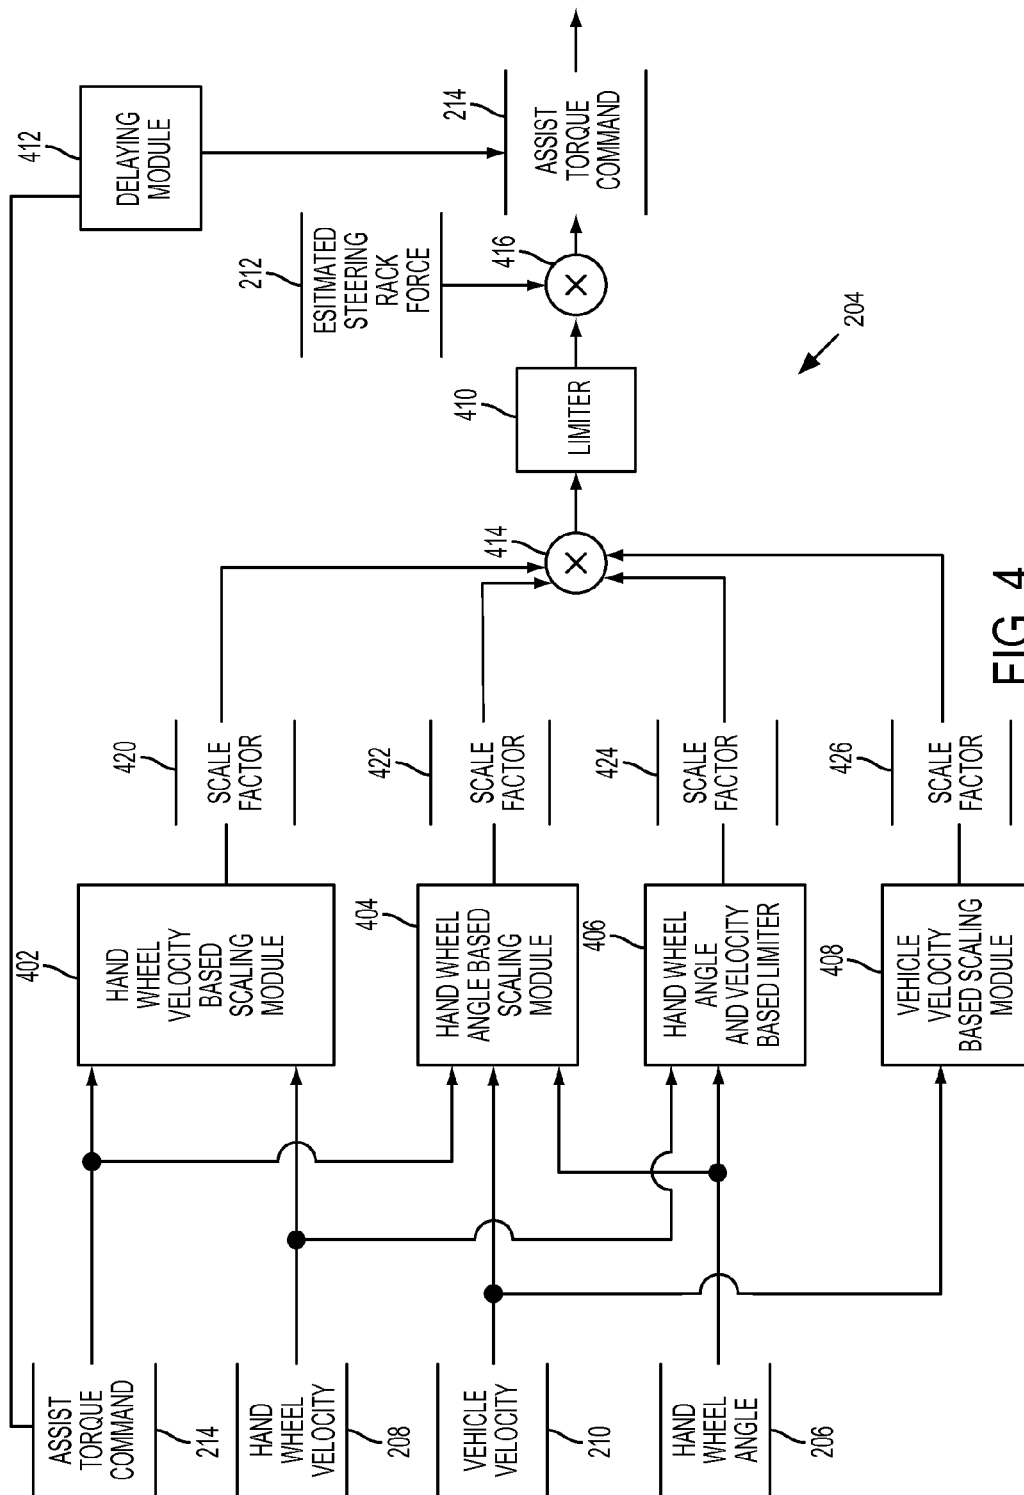 ASSIST
TORQUE
COMMAND
214
HAND
WHEEL
VELOCITY
208
VEHICLE
VELOCITY
210
HAND
WHEEL
ANGLE
206
402
HAND
WHEEL
VELOCITY
BASED
SCALING
MODULE
404
HAND WHEEL
ANGLE BASED
SCALING
MODULE
406
HAND WHEEL
ANGLE
AND VELOCITY
BASED LIMITER
408
VEHICLE
VELOCITY
BASED SCALING
MODULE
420
SCALE
FACTOR
422
SCALE
FACTOR
424
SCALE
FACTOR
426
SCALE
FACTOR
414
×
410
LIMITER
212
ESITMATED
STEERING
RACK
FORCE
416
×
412
DELAYING
MODULE
214
ASSIST
TORQUE
COMMAND
204
FIG. 4